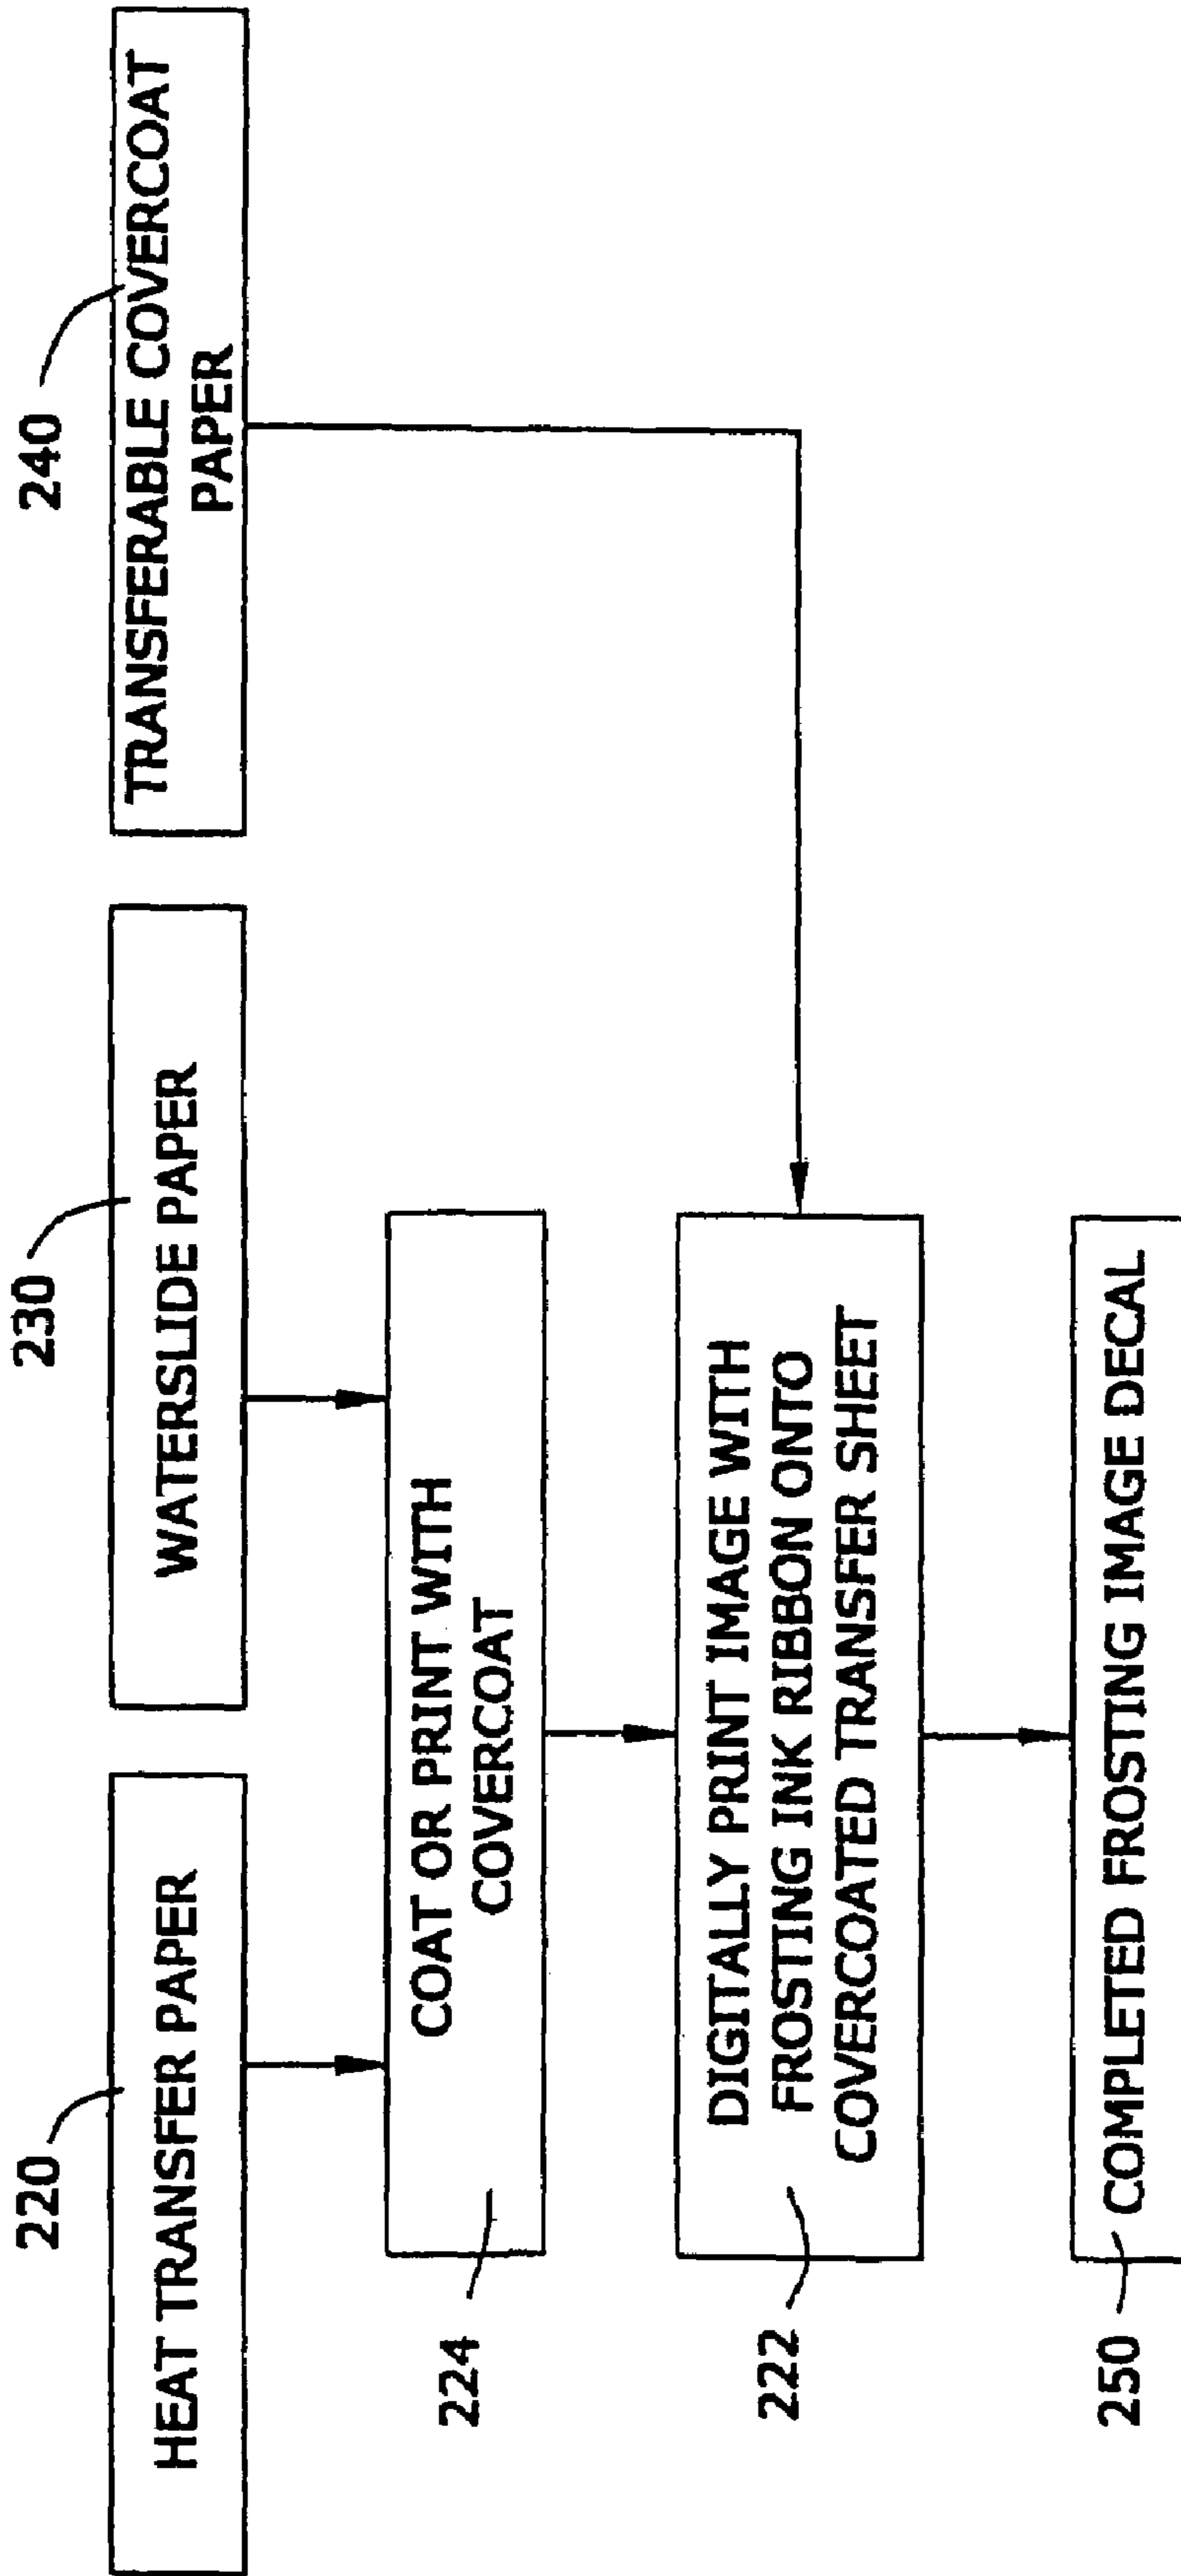 220
HEAT TRANSFER PAPER
230
WATERSLIDE PAPER
240
TRANSFERABLE COVERCOAT
PAPER
224
COAT OR PRINT WITH
COVERCOAT
222
DIGITALLY PRINT IMAGE WITH
FROSTING INK RIBBON ONTO
COVERCOATED TRANSFER SHEET
250
COMPLETED FROSTING IMAGE DECAL